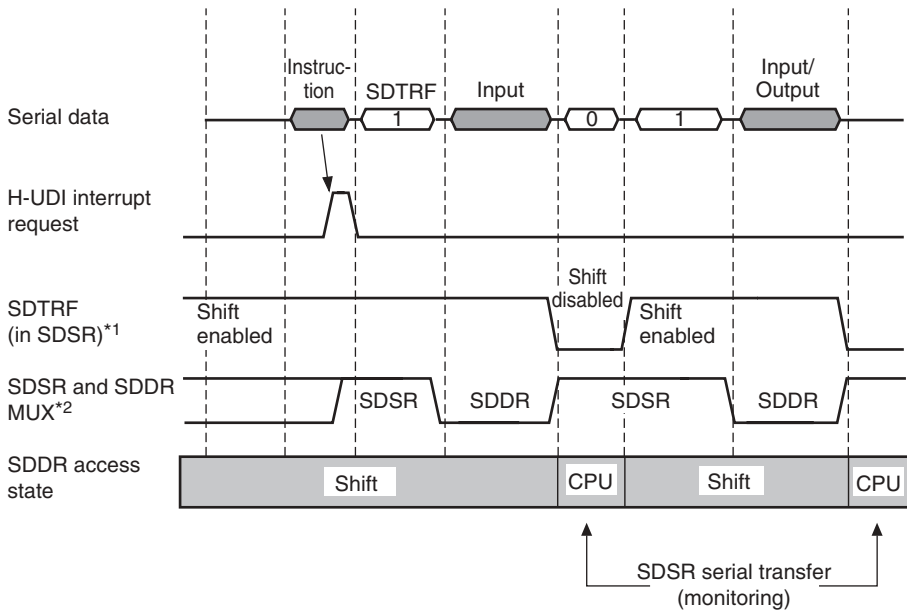 Instruc-
tion
SDTRF
Input
Input/
Output
Serial data
1
0
1
H-UDI interrupt
request
Shift
disabled
SDTRF
(in SDSR)*1
Shift
enabled
Shift
enabled
SDSR and SDDR
MUX*2
SDSR
SDDR
SDSR
SDDR
SDDR access
state
Shift
CPU
Shift
CPU
SDSR serial transfer
(monitoring)